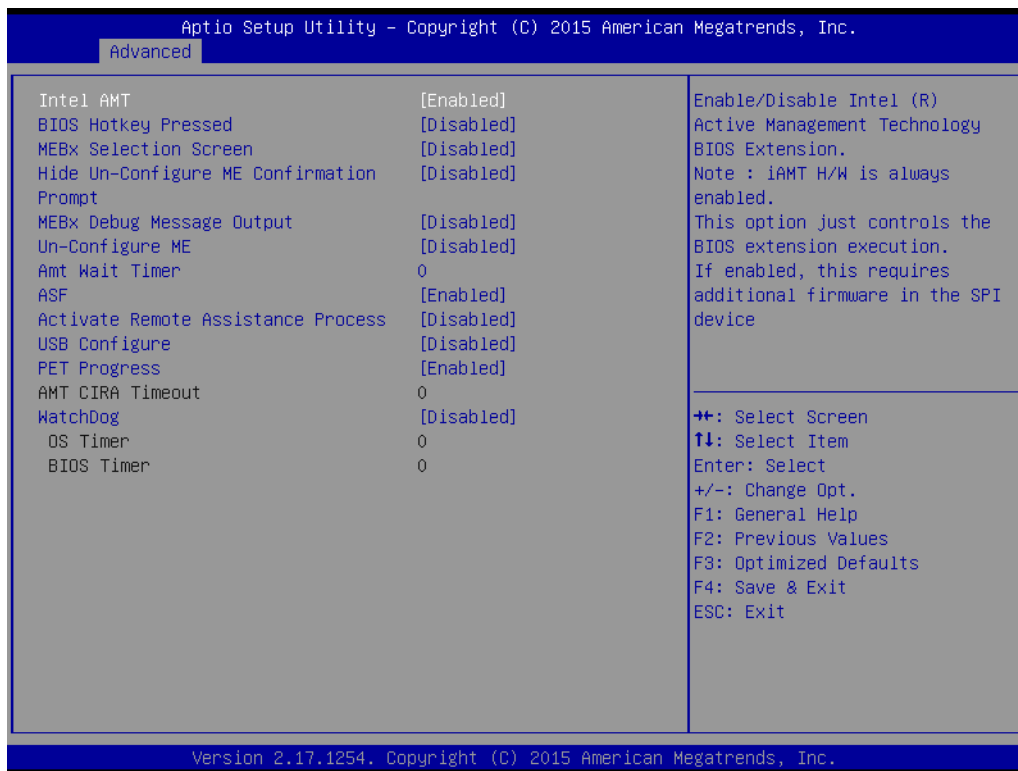 Aptio Setup Utility – Copyright (C) 2015 American Megatrends, Inc.
Advanced
Intel AMT [Enabled]
BIOS Hotkey Pressed [Disabled]
MEBx Selection Screen [Disabled]
Hide Un-Configure ME Confirmation [Disabled]
Prompt
MEBx Debug Message Output [Disabled]
Un-Configure ME [Disabled]
Amt Wait Timer 0
ASF [Enabled]
Activate Remote Assistance Process [Disabled]
USB Configure [Disabled]
PET Progress [Enabled]
AMT CIRA Timeout 0
WatchDog [Disabled]
OS Timer 0
BIOS Timer 0
Enable/Disable Intel (R)
Active Management Technology
BIOS Extension.
Note : iAMT H/W is always
enabled.
This option just controls the
BIOS extension execution.
If enabled, this requires
additional firmware in the SPI
device
→←: Select Screen
↑↓: Select Item
Enter: Select
+/-: Change Opt.
F1: General Help
F2: Previous Values
F3: Optimized Defaults
F4: Save & Exit
ESC: Exit
Version 2.17.1254. Copyright (C) 2015 American Megatrends, Inc.